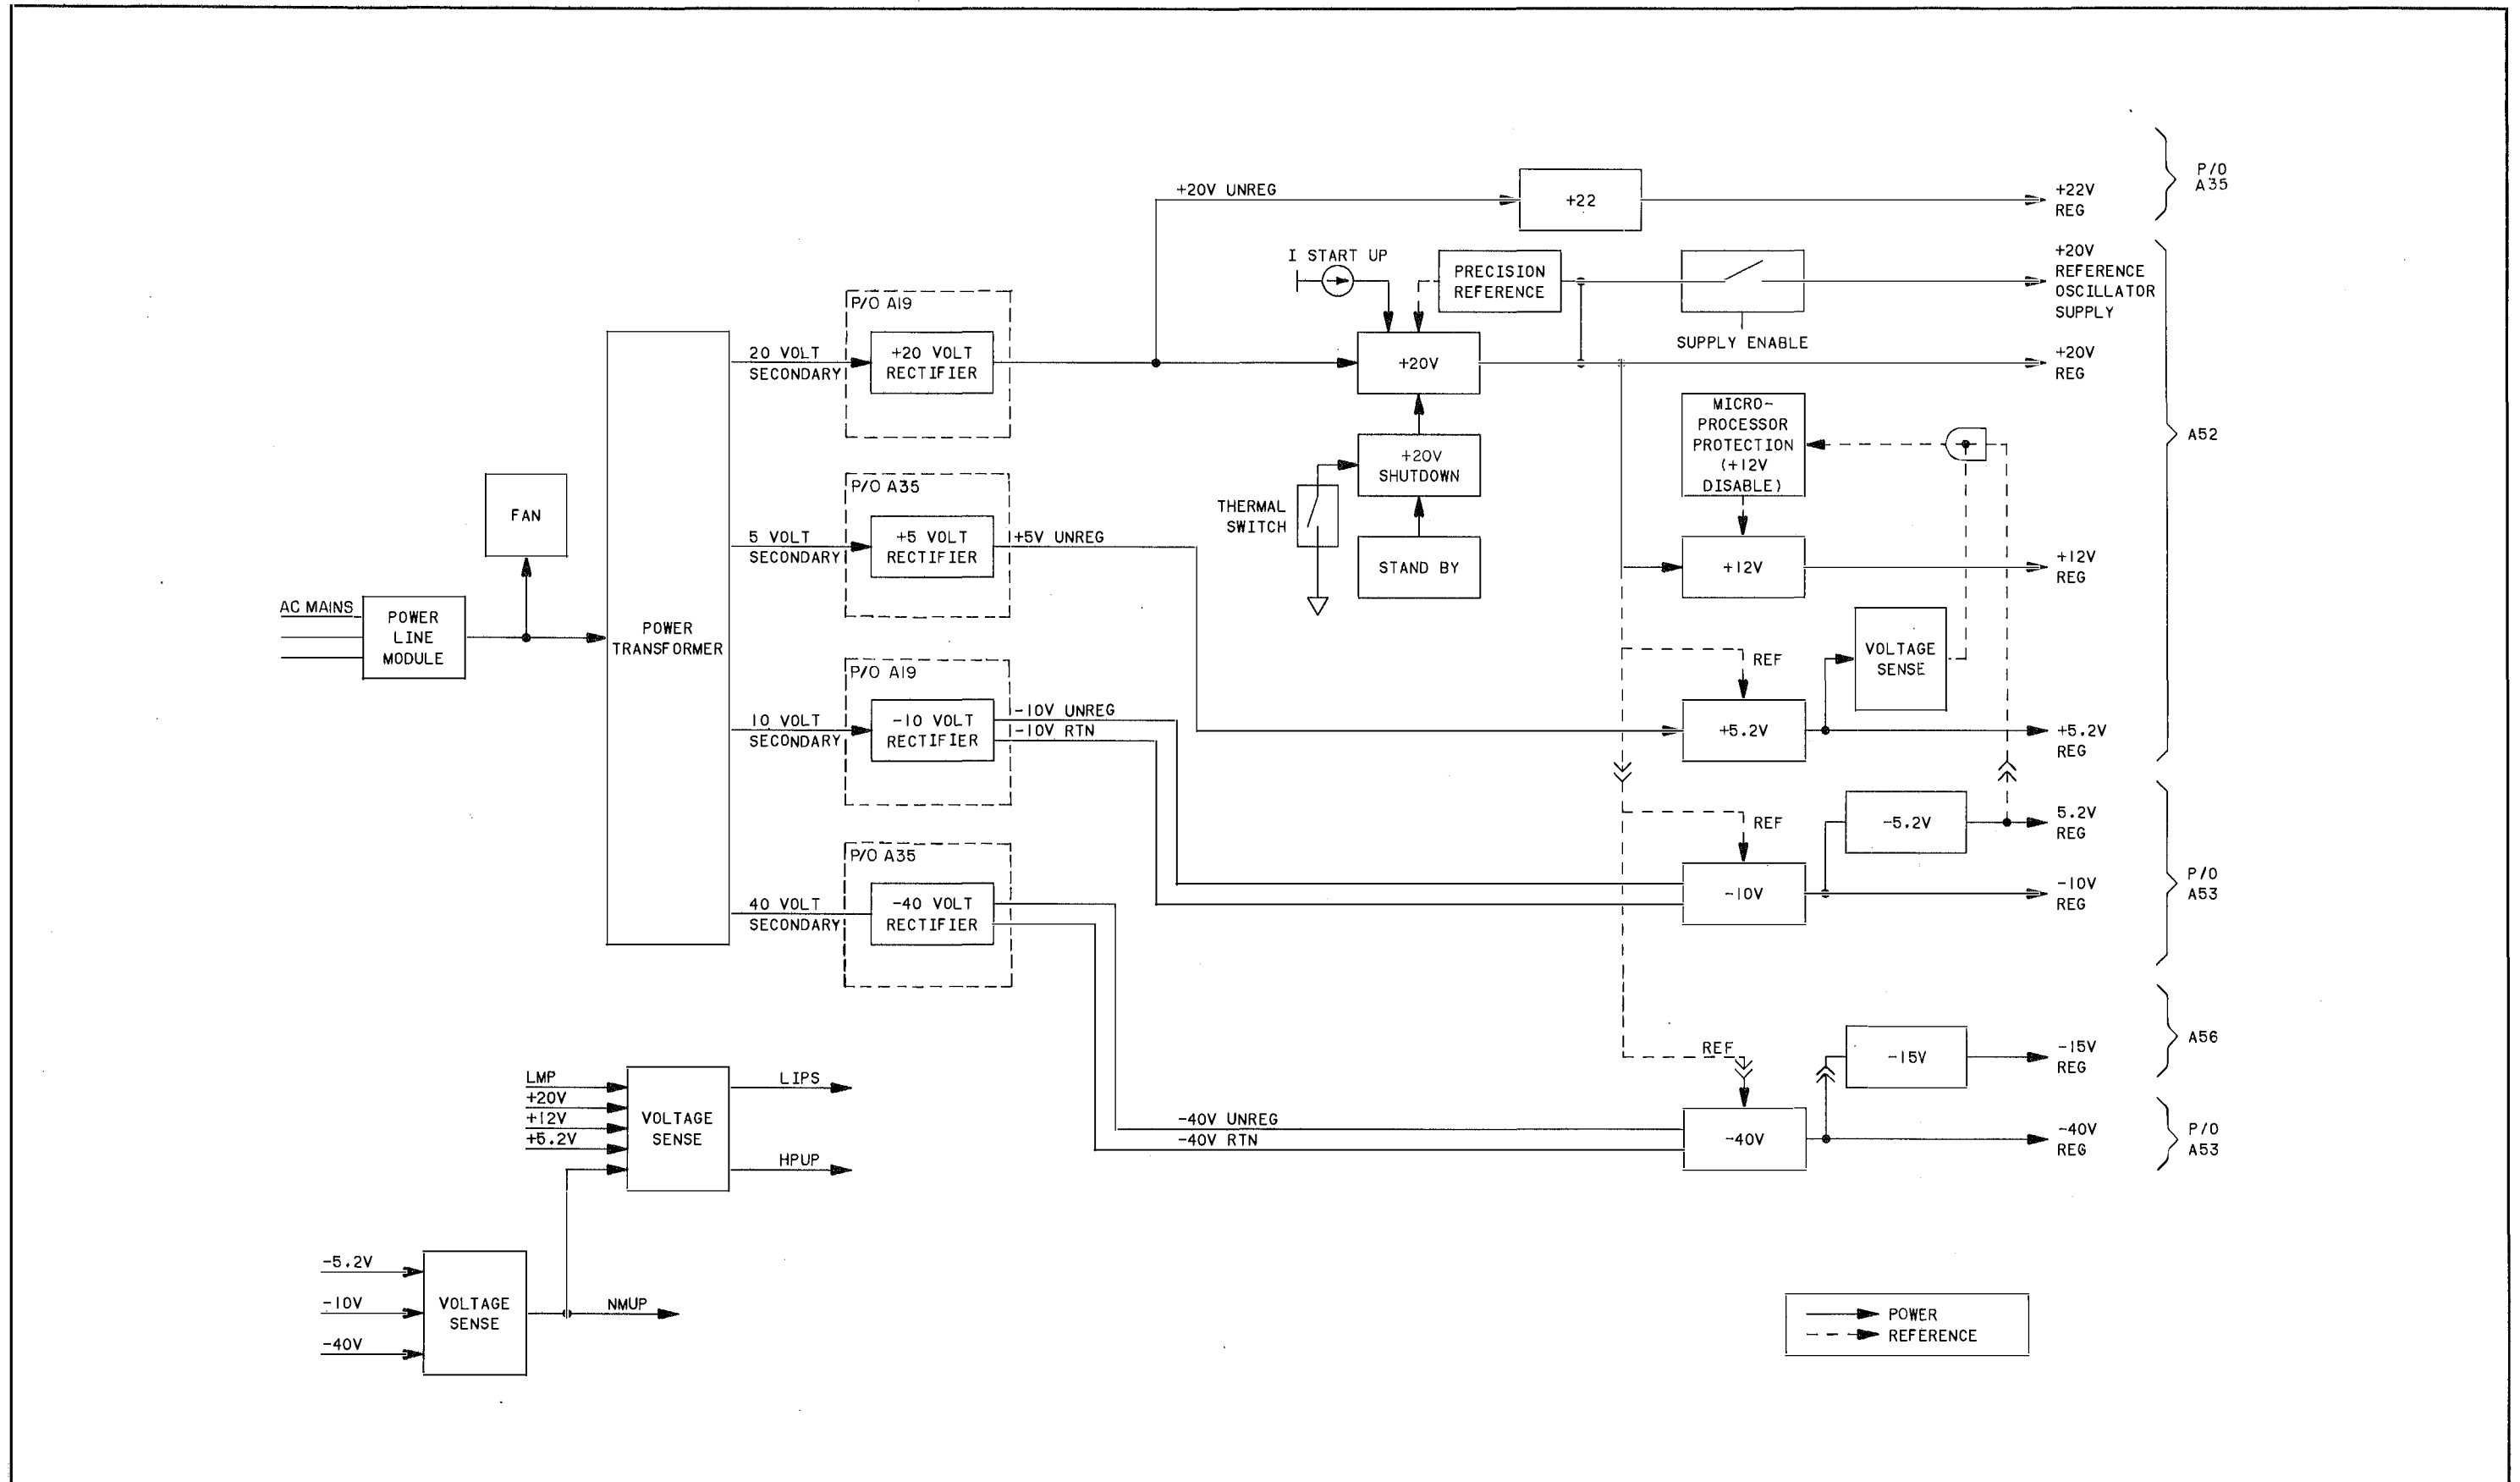 +20V UNREG
+22
+22V
REG
P/O
A35
I START UP
PRECISION
REFERENCE
SUPPLY ENABLE
+20V
REFERENCE
OSCILLATOR
SUPPLY
P/O A19
20 VOLT
SECONDARY
+20 VOLT
RECTIFIER
+20V
+20V
REG
MICRO-
PROCESSOR
PROTECTION
(+12V
DISABLE)
A52
+20V
SHUTDOWN
THERMAL
SWITCH
STAND BY
FAN
P/O A35
5 VOLT
SECONDARY
+5 VOLT
RECTIFIER
+5V UNREG
+12V
+12V
REG
AC MAINS
POWER
LINE
MODULE
POWER
TRANSFORMER
VOLTAGE
SENSE
REF
P/O A19
10 VOLT
SECONDARY
-10 VOLT
RECTIFIER
-10V UNREG
-10V RTN
+5.2V
+5.2V
REG
REF
-5.2V
5.2V
REG
P/O A35
40 VOLT
SECONDARY
-40 VOLT
RECTIFIER
-10V
-10V
REG
P/O
A53
REF
-15V
-15V
REG
A56
LMP
+20V
+12V
+5.2V
VOLTAGE
SENSE
LIPS
HPUP
-40V UNREG
-40V RTN
-40V
-40V
REG
P/O
A53
-5.2V
-10V
-40V
VOLTAGE
SENSE
NMUP
POWER
REFERENCE